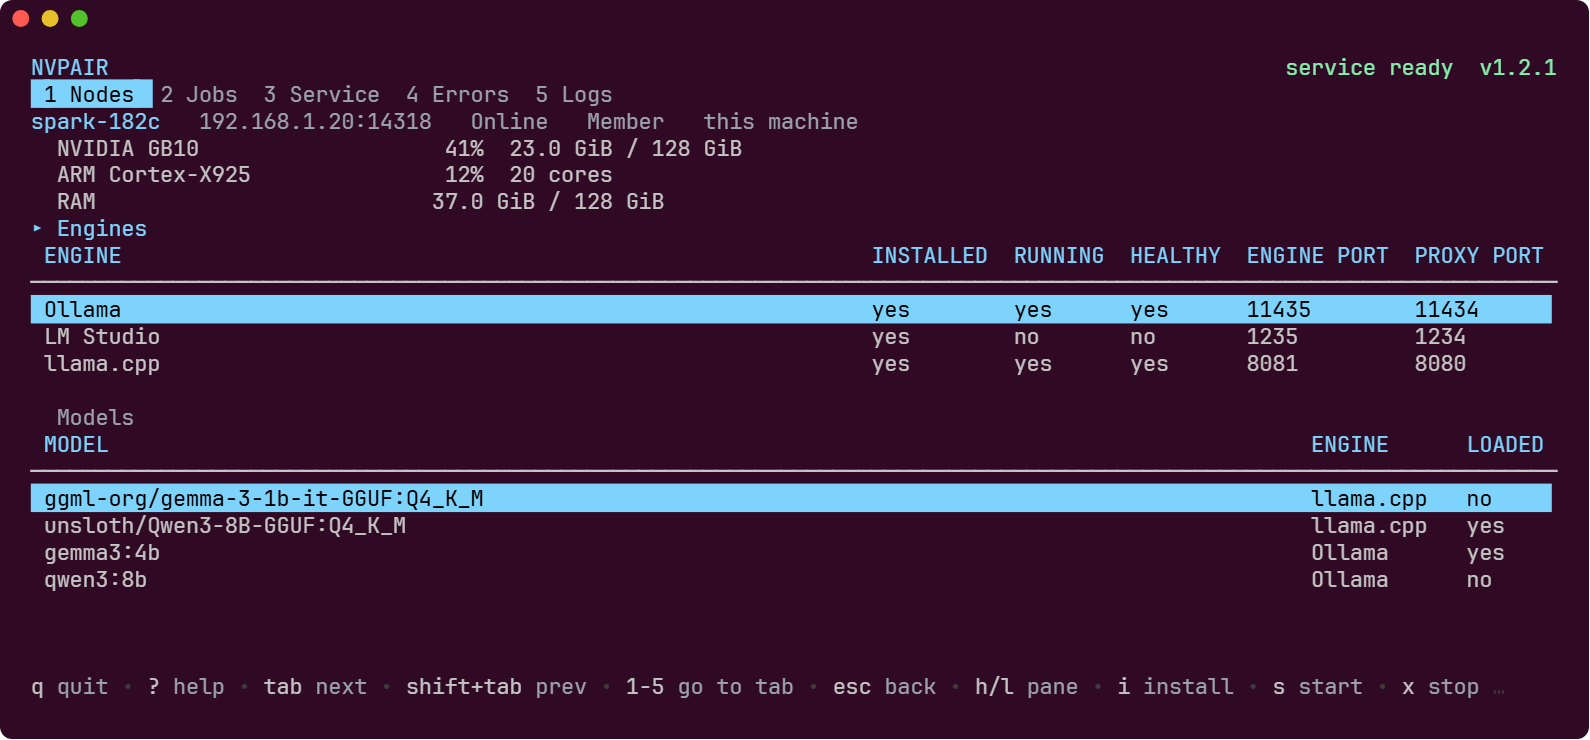 NVPAIR service ready v1.2.1
1 Nodes 2 Jobs 3 Service 4 Errors 5 Logs
spark-182c 192.168.1.20:14318 Online Member this machine
NVIDIA GB10 41% 23.0 GiB / 128 GiB
ARM Cortex-X925 12% 20 cores
RAM 37.0 GiB / 128 GiB
▸ Engines
ENGINE INSTALLED RUNNING HEALTHY ENGINE PORT PROXY PORT
Ollama yes yes yes 11435 11434
LM Studio yes no no 1235 1234
llama.cpp yes yes yes 8081 8080
Models
MODEL ENGINE LOADED
ggml-org/gemma-3-1b-it-GGUF:Q4_K_M llama.cpp no
unsloth/Qwen3-8B-GGUF:Q4_K_M llama.cpp yes
gemma3:4b Ollama yes
qwen3:8b Ollama no
q quit • ? help • tab next • shift+tab prev • 1-5 go to tab • esc back • h/l pane • i install • s start • x stop …